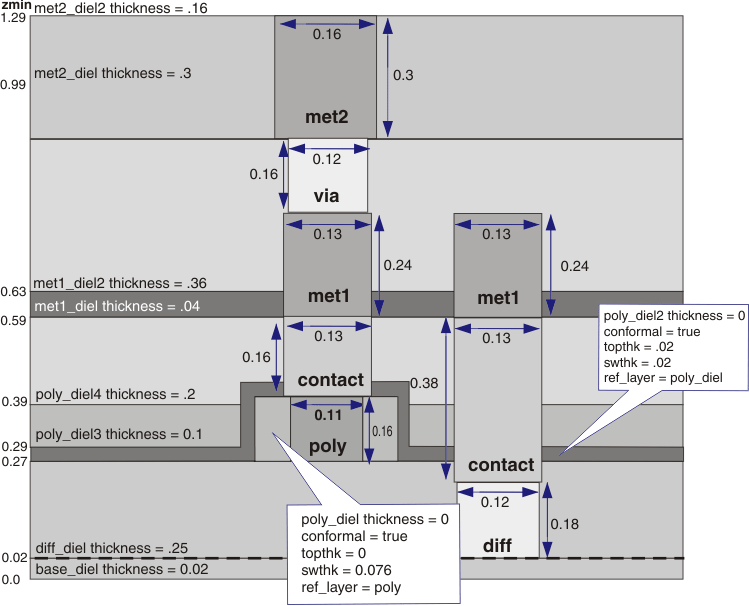 zmin
met2_diel2 thickness = .16
1.29
0.16
met2_diel thickness = .3
0.3
0.99
met2
0.12
0.16
via
0.13
0.13
0.24
0.24
met1_diel2 thickness = .36
0.63
met1
met1
met1_diel thickness = .04
0.59
poly_diel2 thickness = 0
conformal = true
topthk = .02
swthk = .02
ref_layer = poly_diel
0.13
0.13
0.16
contact
0.38
poly_diel4 thickness = .2
0.39
0.11
poly_diel3 thickness = 0.1
0.16
0.29
poly
0.27
contact
0.12
0.18
poly_diel thickness = 0
conformal = true
topthk = 0
swthk = 0.076
ref_layer = poly
diff
diff_diel thickness = .25
0.02
base_diel thickness = 0.02
0.0